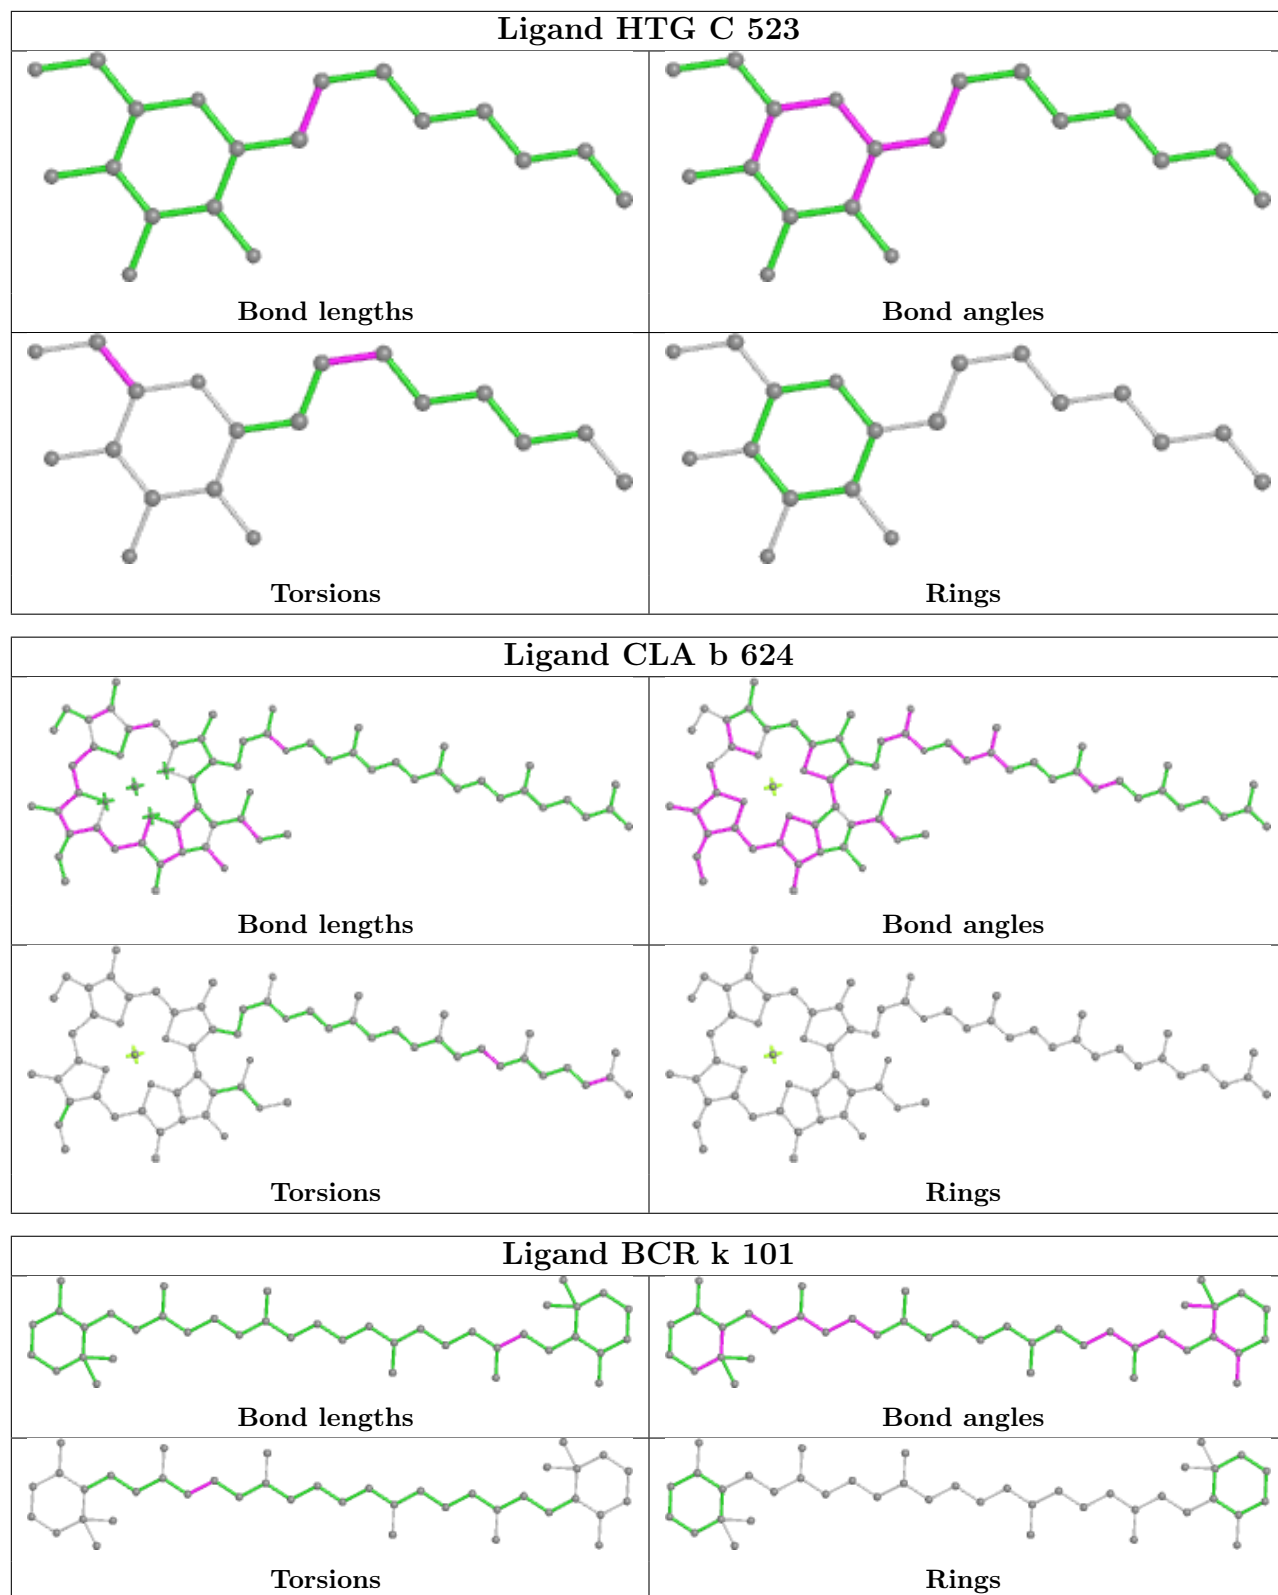 Ligand HTG C 523
Bond lengths
Bond angles
Torsions
Rings
Ligand CLA b 624
Bond lengths
Bond angles
Torsions
Rings
Ligand BCR k 101
Bond lengths
Bond angles
Torsions
Rings